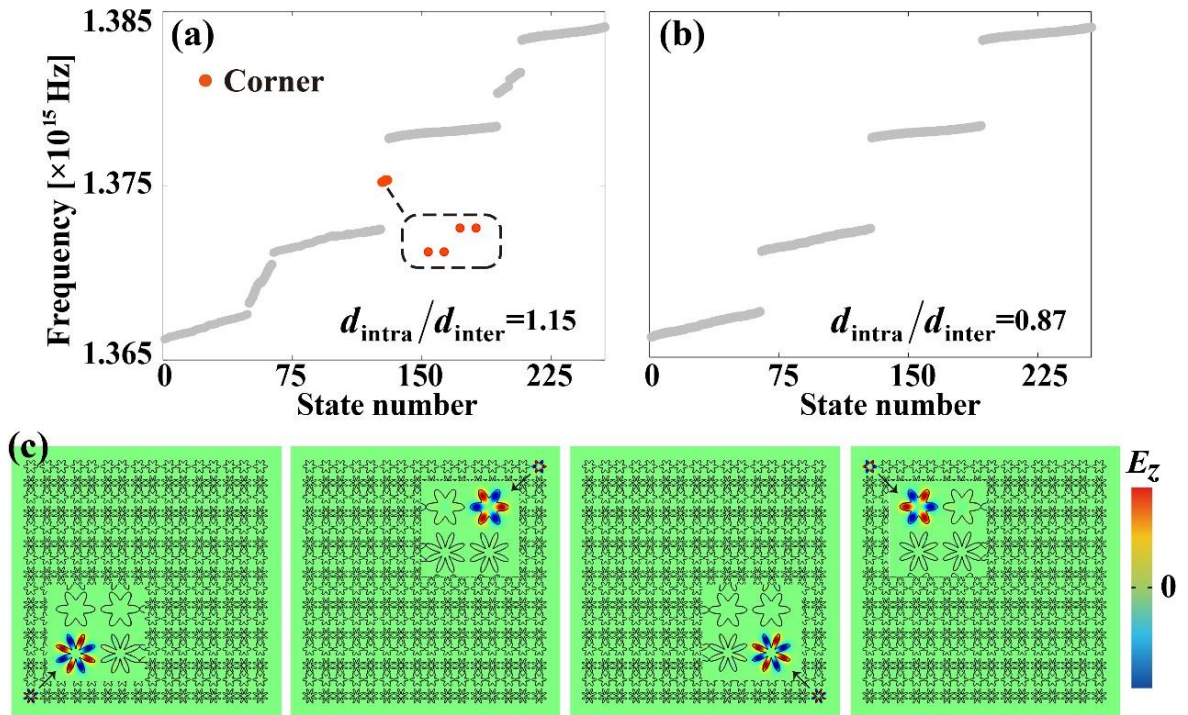 1.385
(a)
Corner
Frequency [×10¹⁵ Hz]
1.375
1.365
d_intra/d_inter=1.15
0
75
150
225
State number
(b)
d_intra/d_inter=0.87
0
75
150
225
State number
(c)
E_z
0